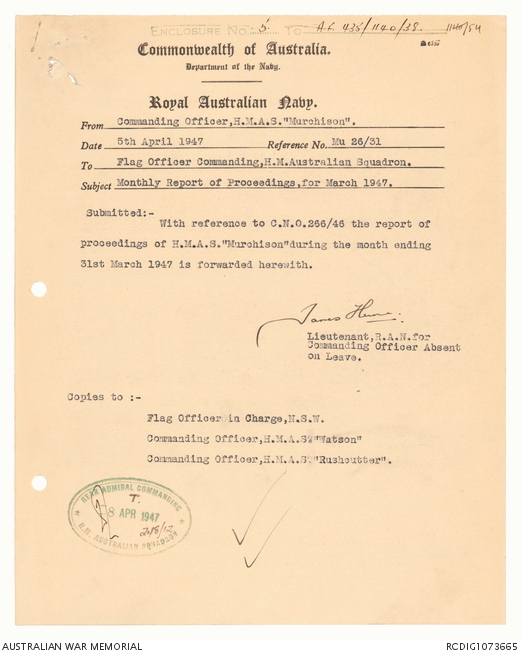 ENCLOSURE No. 5. TO A.F. 435/1140/38. 1140/54
Commonwealth of Australia.
Department of the Navy.
Royal Australian Navy.
From Commanding Officer,H.M.A.S."Murchison".
Date 5th April 1947 Reference No. Mu 26/31
To Flag Officer Commanding,H.M.Australian Squadron.
Subject Monthly Report of Proceedings,for March 1947.
Submitted:-
With reference to C.N.O.266/46 the report of
proceedings of H.M.A.S."Murchison"during the month ending
31st March 1947 is forwarded herewith.
James Hume.
Lieutenant,R.A.N.for
Commanding Officer Absent
on Leave.
Copies to :-
Flag Officer in Charge,N.S.W.
Commanding Officer,H.M.A.S."Watson"
Commanding Officer,H.M.A.S."Rushcutter".
REAR ADMIRAL COMMANDING
T.
8 APR 1947
218/12
H.M. AUSTRALIAN SQUADRON
AUSTRALIAN WAR MEMORIAL
RCDIG1073665